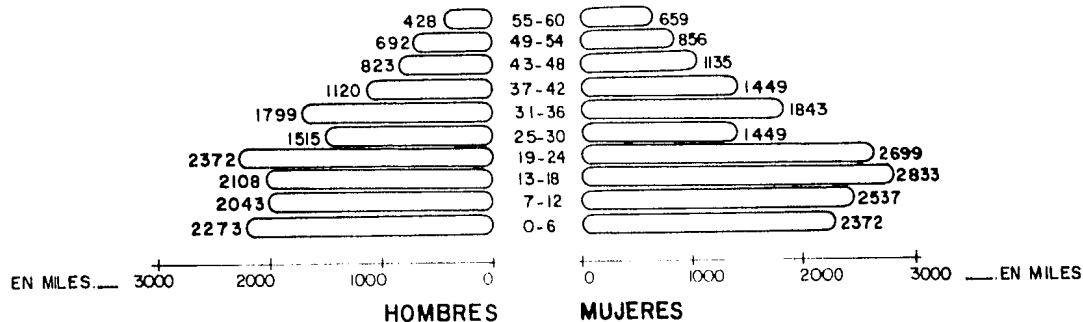 428 55-60 659
692 49-54 856
823 43-48 1135
1120 37-42 1449
1799 31-36 1843
1515 25-30 1449
2372 19-24 2699
2108 13-18 2833
2043 7-12 2537
2273 0-6 2372
EN MILES.__ 3000 2000 1000 0 0 1000 2000 3000 __.EN MILES
HOMBRES MUJERES